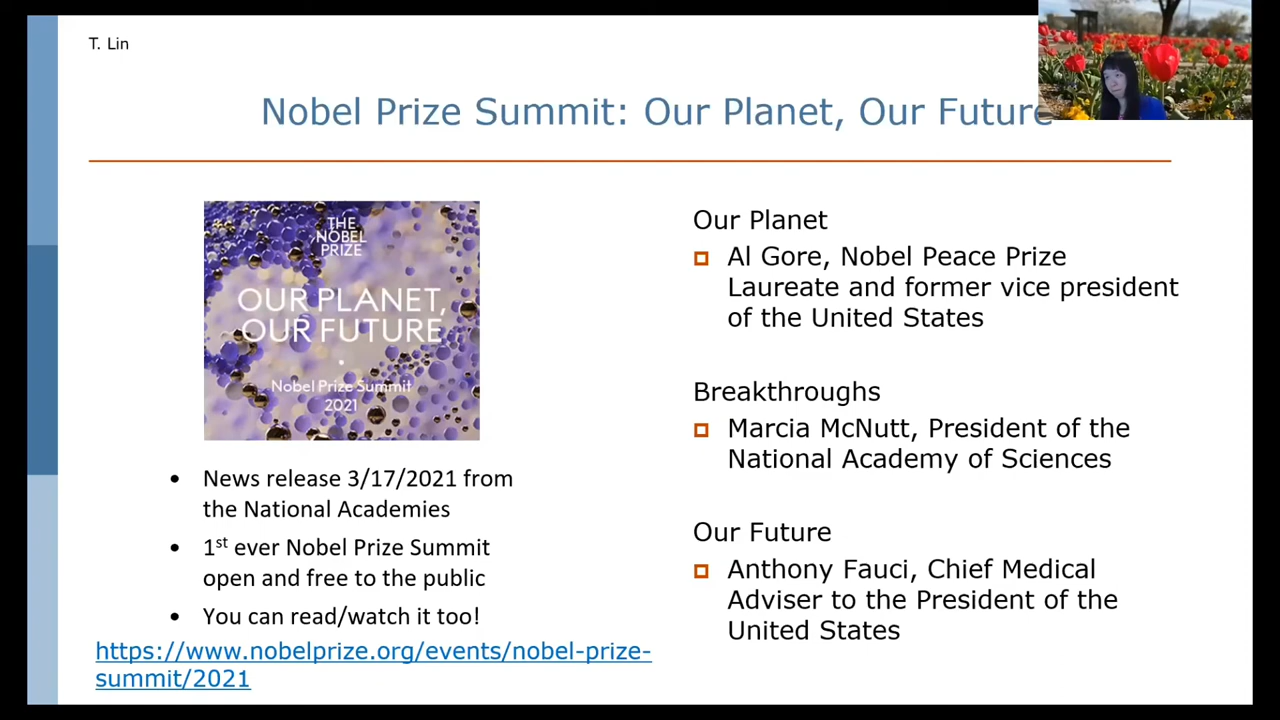 T. Lin
Nobel Prize Summit: Our Planet, Our Future
THE
NOBEL
PRIZE
OUR PLANET,
OUR FUTURE
•
Nobel Prize Summit
2021
• News release 3/17/2021 from
the National Academies
• 1st ever Nobel Prize Summit
open and free to the public
• You can read/watch it too!
https://www.nobelprize.org/events/nobel-prize-
summit/2021
Our Planet
Al Gore, Nobel Peace Prize
Laureate and former vice president
of the United States
Breakthroughs
Marcia McNutt, President of the
National Academy of Sciences
Our Future
Anthony Fauci, Chief Medical
Adviser to the President of the
United States